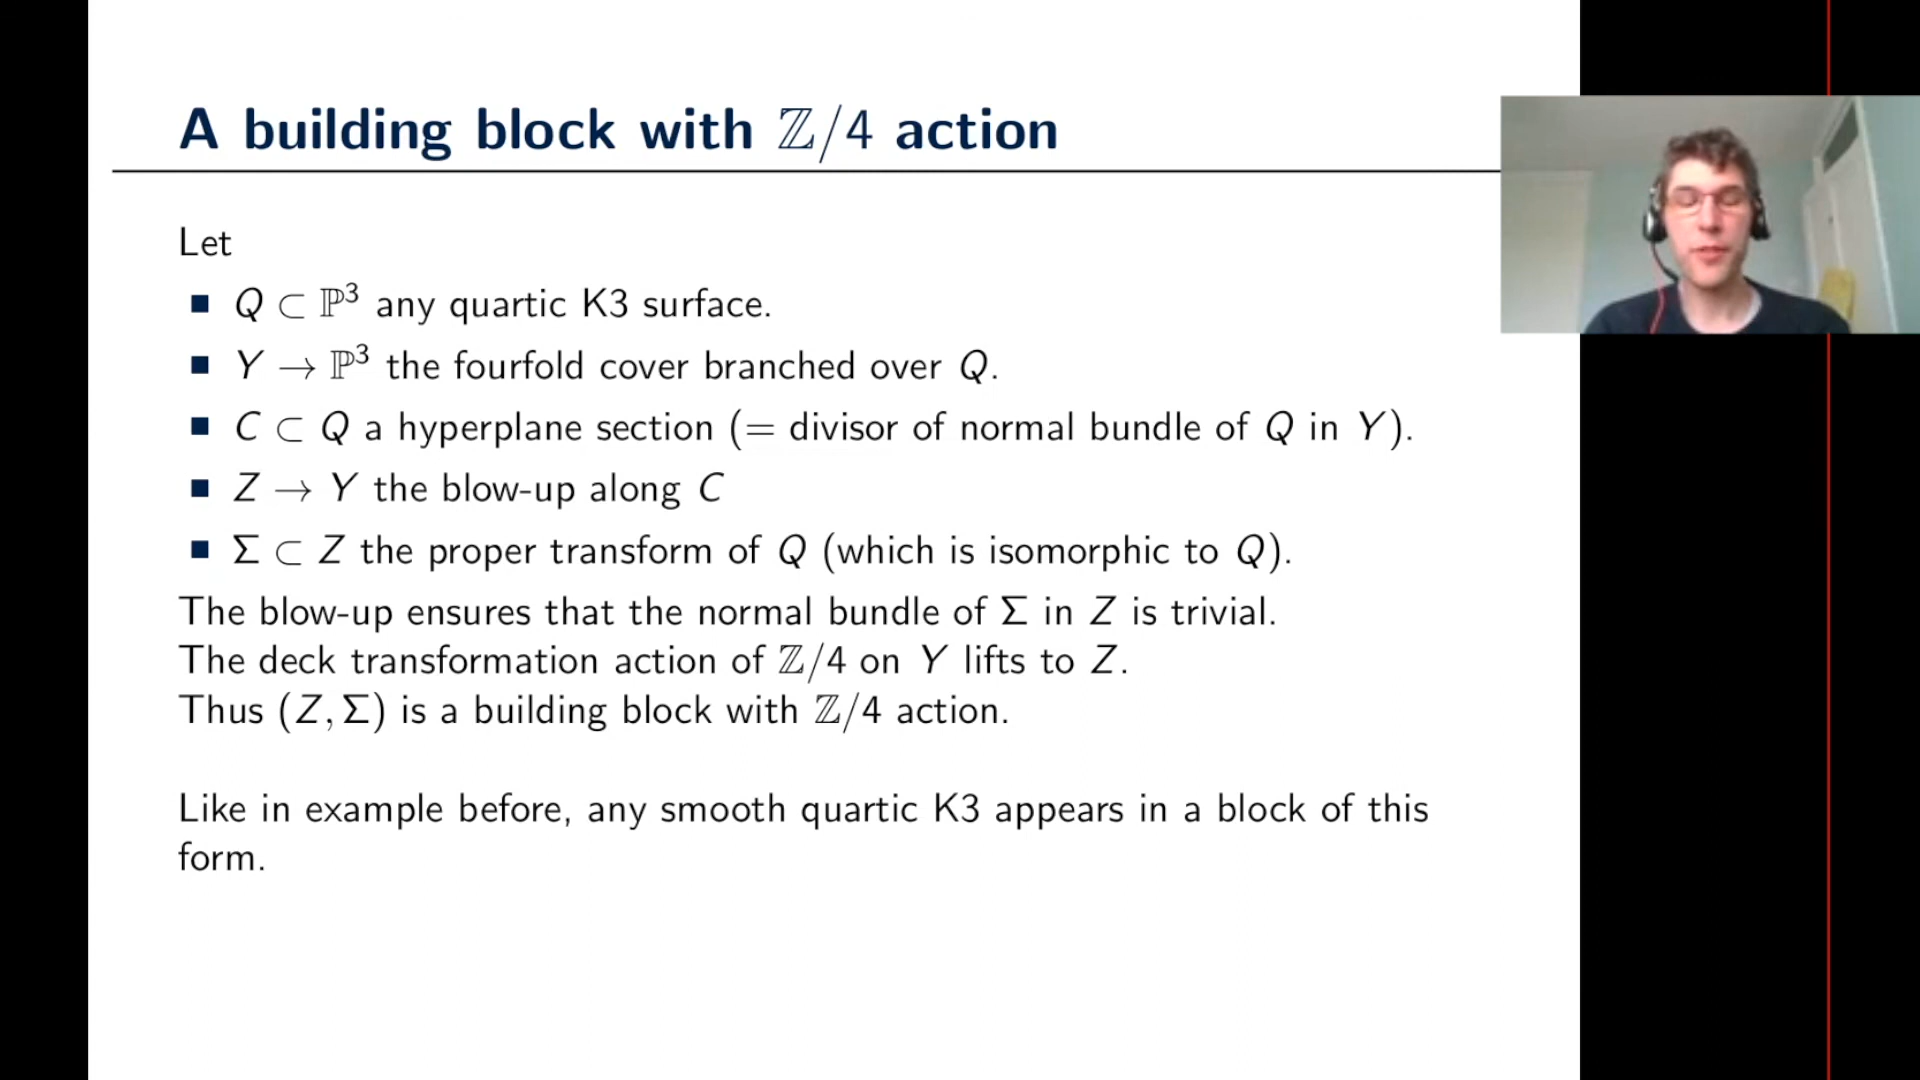 A building block with ℤ/4 action
Let
■ Q ⊂ ℙ³ any quartic K3 surface.
■ Y → ℙ³ the fourfold cover branched over Q.
■ C ⊂ Q a hyperplane section (= divisor of normal bundle of Q in Y).
■ Z → Y the blow-up along C
■ Σ ⊂ Z the proper transform of Q (which is isomorphic to Q).
The blow-up ensures that the normal bundle of Σ in Z is trivial.
The deck transformation action of ℤ/4 on Y lifts to Z.
Thus (Z, Σ) is a building block with ℤ/4 action.
Like in example before, any smooth quartic K3 appears in a block of this
form.